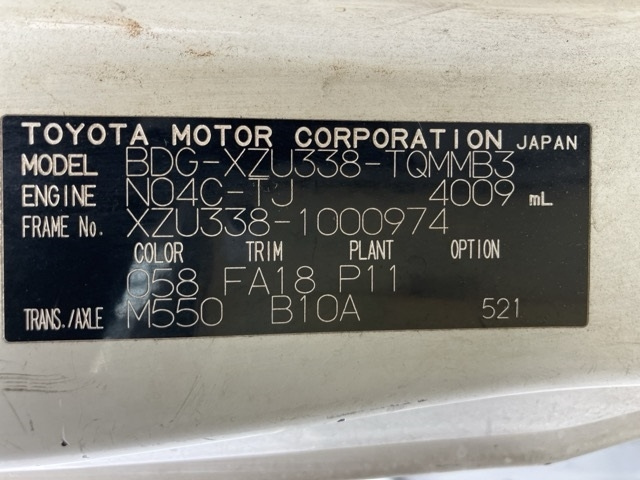 TOYOTA MOTOR CORPORATION JAPAN
MODEL BDG-XZU338-TQMMB3
ENGINE N04C-TJ 4009 mL
FRAME No. XZU338-1000974
COLOR TRIM PLANT OPTION
058 FA18 P11
TRANS./AXLE M550 B10A 521